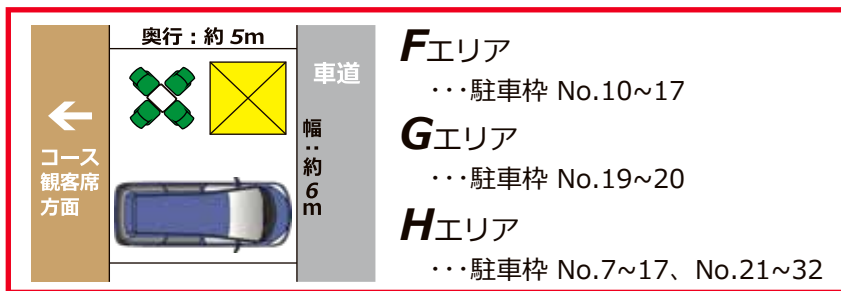 奥行：約 5m
車道
幅：約6m
←
コース
観客席
方面
Fエリア
･･･駐車枠 No.10~17
Gエリア
･･･駐車枠 No.19~20
Hエリア
･･･駐車枠 No.7~17、No.21~32